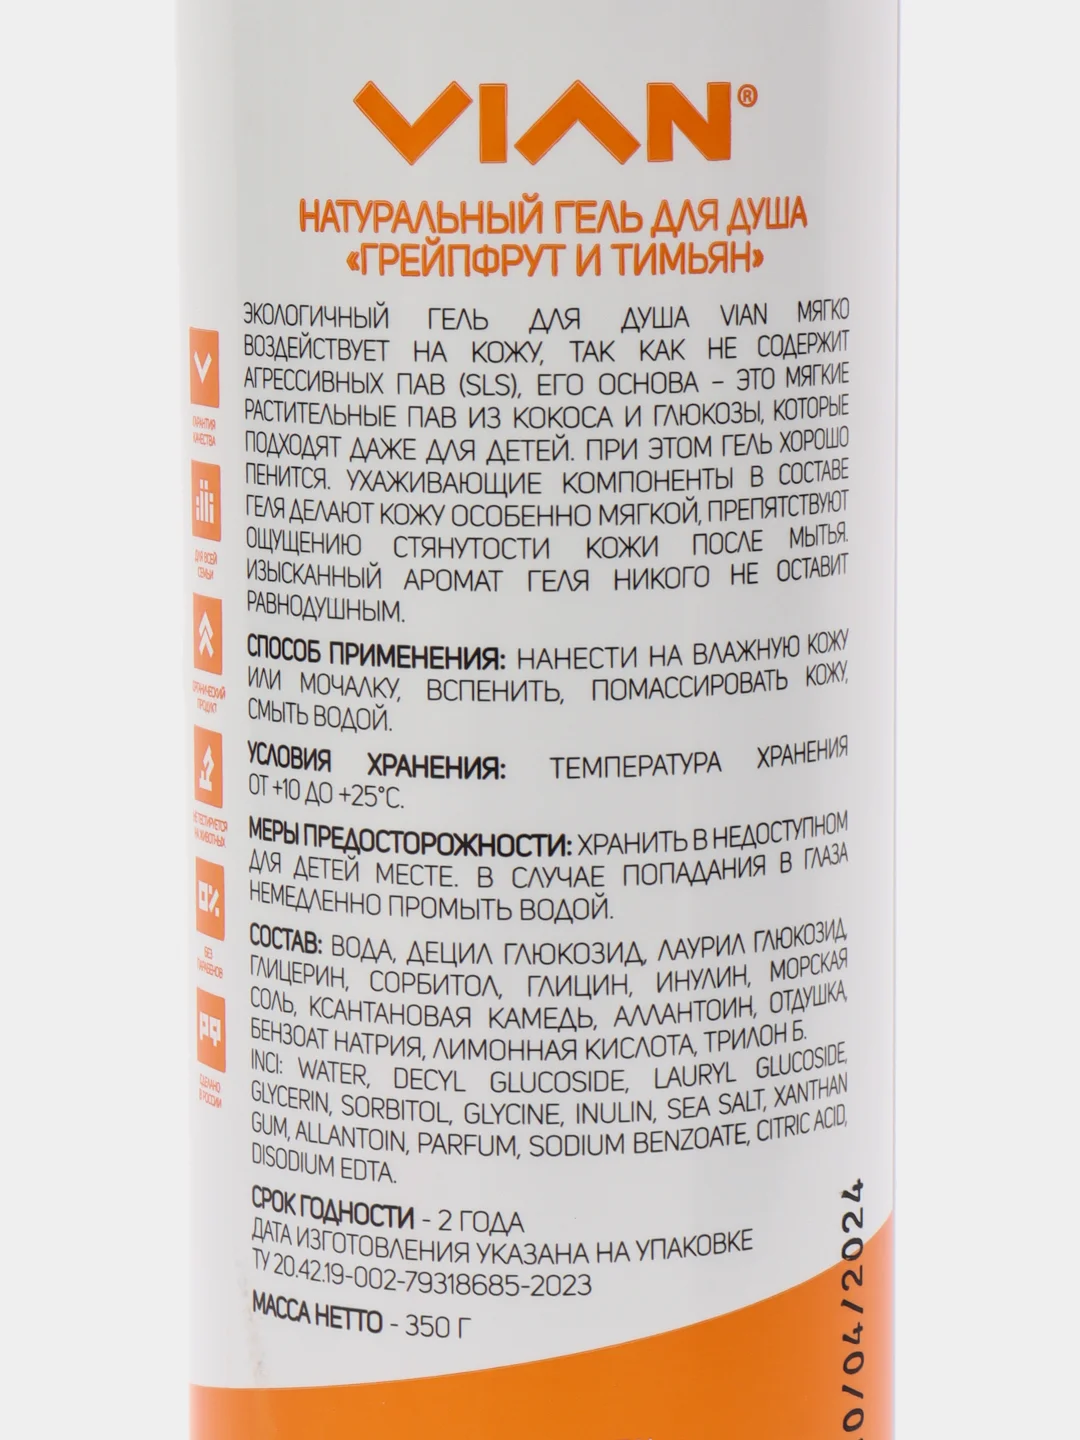 VIAN®
НАТУРАЛЬНЫЙ ГЕЛЬ ДЛЯ ДУША
«ГРЕЙПФРУТ И ТИМЬЯН»
ЭКОЛОГИЧНЫЙ ГЕЛЬ ДЛЯ ДУША VIAN МЯГКО
ВОЗДЕЙСТВУЕТ НА КОЖУ, ТАК КАК НЕ СОДЕРЖИТ
АГРЕССИВНЫХ ПАВ (SLS), ЕГО ОСНОВА – ЭТО МЯГКИЕ
РАСТИТЕЛЬНЫЕ ПАВ ИЗ КОКОСА И ГЛЮКОЗЫ, КОТОРЫЕ
ПОДХОДЯТ ДАЖЕ ДЛЯ ДЕТЕЙ. ПРИ ЭТОМ ГЕЛЬ ХОРОШО
ПЕНИТСЯ. УХАЖИВАЮЩИЕ КОМПОНЕНТЫ В СОСТАВЕ
ГЕЛЯ ДЕЛАЮТ КОЖУ ОСОБЕННО МЯГКОЙ, ПРЕПЯТСТВУЮТ
ОЩУЩЕНИЮ СТЯНУТОСТИ КОЖИ ПОСЛЕ МЫТЬЯ.
ИЗЫСКАННЫЙ АРОМАТ ГЕЛЯ НИКОГО НЕ ОСТАВИТ
РАВНОДУШНЫМ.
СПОСОБ ПРИМЕНЕНИЯ: НАНЕСТИ НА ВЛАЖНУЮ КОЖУ
ИЛИ МОЧАЛКУ, ВСПЕНИТЬ, ПОМАССИРОВАТЬ КОЖУ,
СМЫТЬ ВОДОЙ.
УСЛОВИЯ ХРАНЕНИЯ: ТЕМПЕРАТУРА ХРАНЕНИЯ
ОТ +10 ДО +25°С.
МЕРЫ ПРЕДОСТОРОЖНОСТИ: ХРАНИТЬ В НЕДОСТУПНОМ
ДЛЯ ДЕТЕЙ МЕСТЕ. В СЛУЧАЕ ПОПАДАНИЯ В ГЛАЗА
НЕМЕДЛЕННО ПРОМЫТЬ ВОДОЙ.
СОСТАВ: ВОДА, ДЕЦИЛ ГЛЮКОЗИД, ЛАУРИЛ ГЛЮКОЗИД,
ГЛИЦЕРИН, СОРБИТОЛ, ГЛИЦИН, ИНУЛИН, МОРСКАЯ
СОЛЬ, КСАНТАНОВАЯ КАМЕДЬ, АЛЛАНТОИН, ОТДУШКА,
БЕНЗОАТ НАТРИЯ, ЛИМОННАЯ КИСЛОТА, ТРИЛОН Б.
INCI: WATER, DECYL GLUCOSIDE, LAURYL GLUCOSIDE,
GLYCERIN, SORBITOL, GLYCINE, INULIN, SEA SALT, XANTHAN
GUM, ALLANTOIN, PARFUM, SODIUM BENZOATE, CITRIC ACID,
DISODIUM EDTA.
СРОК ГОДНОСТИ - 2 ГОДА
ДАТА ИЗГОТОВЛЕНИЯ УКАЗАНА НА УПАКОВКЕ
ТУ 20.42.19-002-79318685-2023
МАССА НЕТТО - 350 Г
ГАРАНТИЯ
КАЧЕСТВА
ДЛЯ ВСЕЙ
СЕМЬИ
ОРГАНИЧЕСКИЙ
ПРОДУКТ
НЕ ТЕСТИРУЕТСЯ
НА ЖИВОТНЫХ
0%
БЕЗ
ПАРАБЕНОВ
РФ
СДЕЛАНО
В РОССИИ
0/04/2024